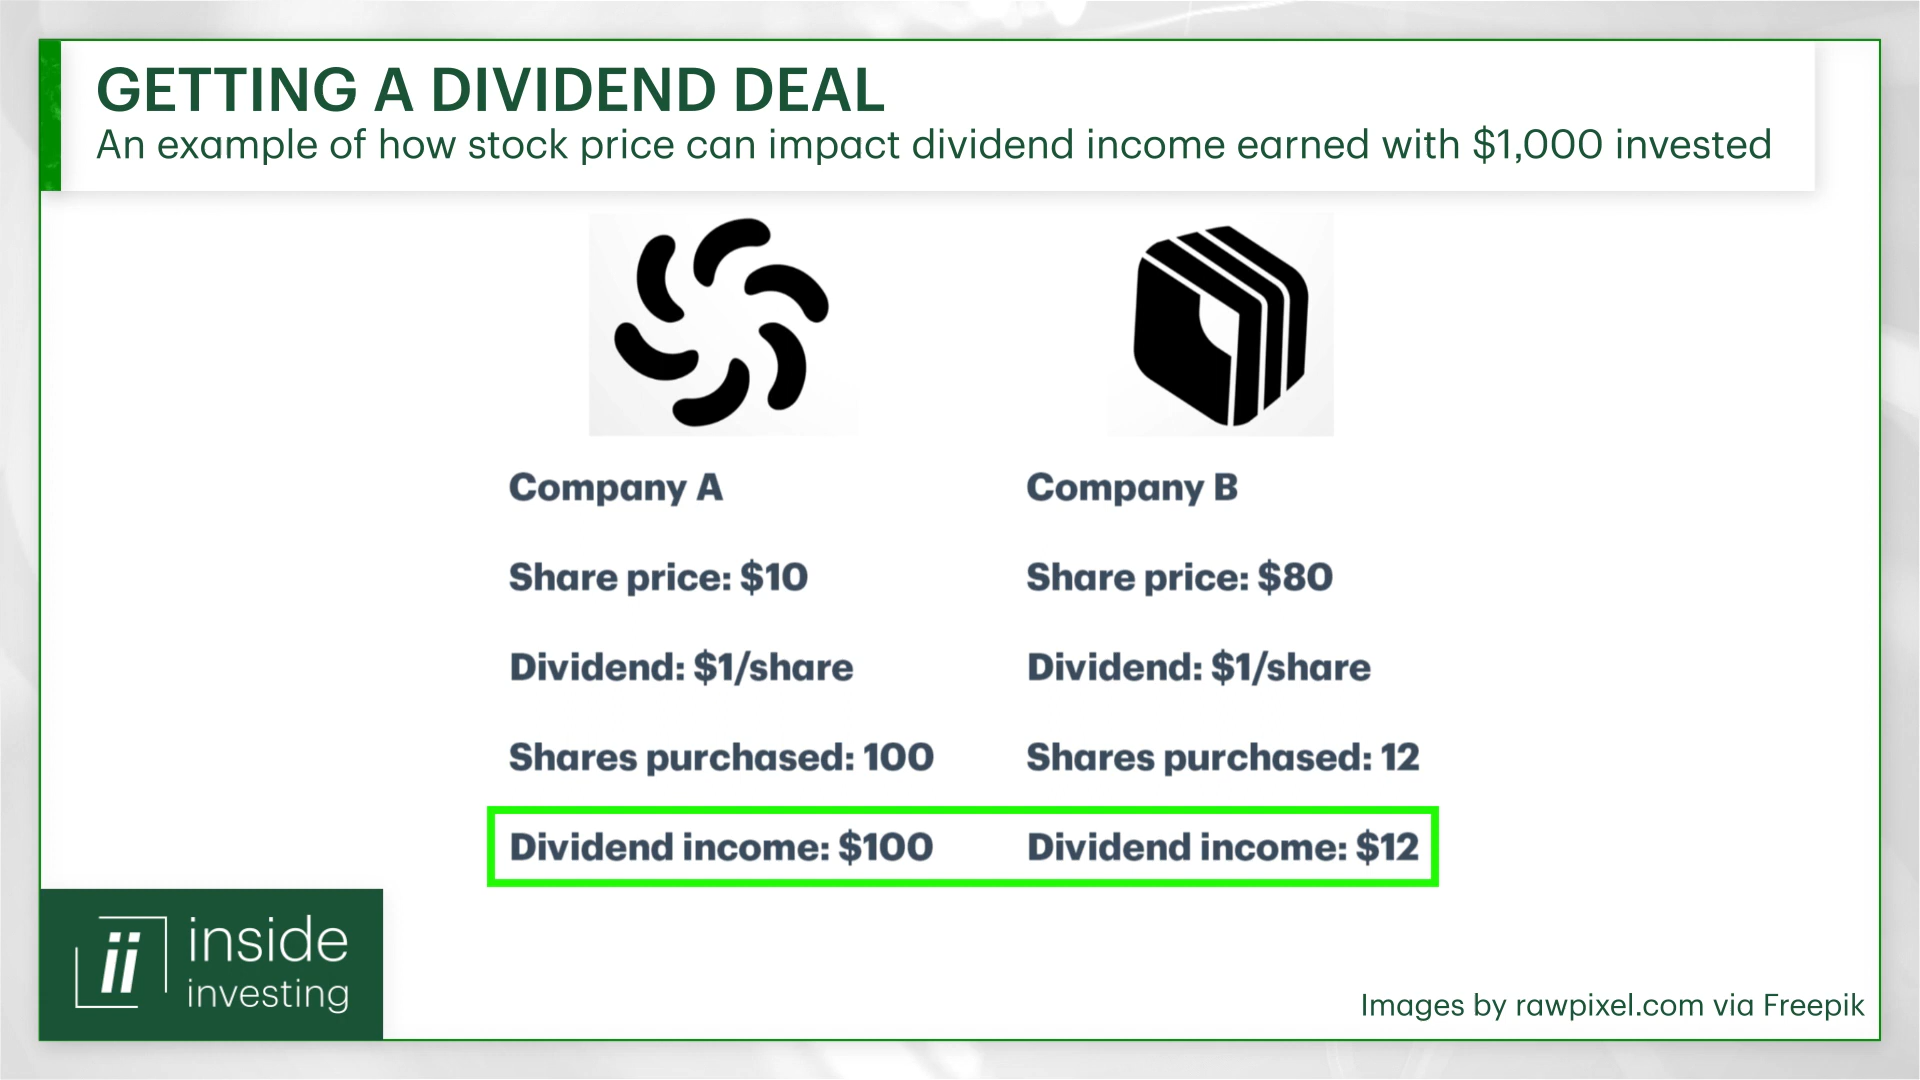 GETTING A DIVIDEND DEAL
An example of how stock price can impact dividend income earned with $1,000 invested
Company A
Share price: $10
Dividend: $1/share
Shares purchased: 100
Dividend income: $100
Company B
Share price: $80
Dividend: $1/share
Shares purchased: 12
Dividend income: $12
ii
inside
investing
Images by rawpixel.com via Freepik